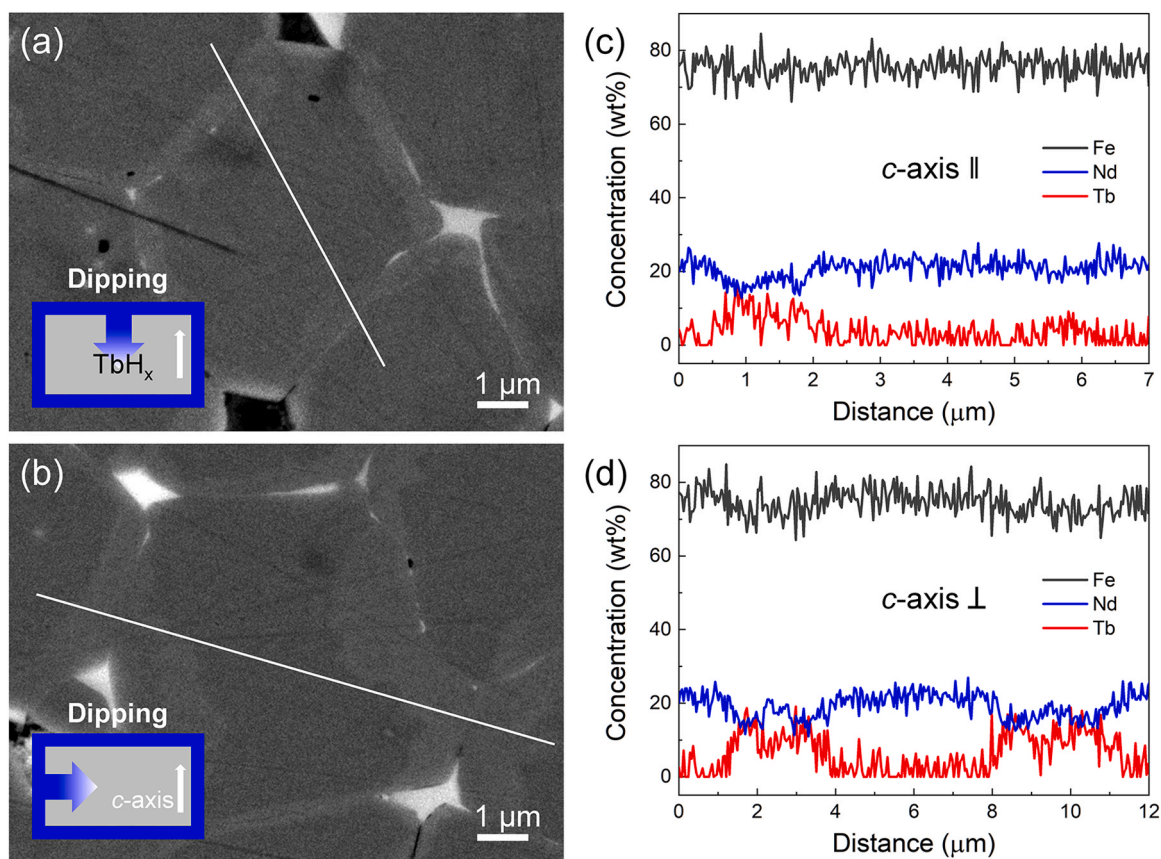 (a)
Dipping
TbHₓ
1 μm
(b)
Dipping
c-axis
1 μm
(c)
Concentration (wt%)
80
60
40
20
0
c-axis ∥
Fe
Nd
Tb
0 1 2 3 4 5 6 7
Distance (μm)
(d)
Concentration (wt%)
80
60
40
20
0
c-axis ⊥
Fe
Nd
Tb
0 2 4 6 8 10 12
Distance (μm)